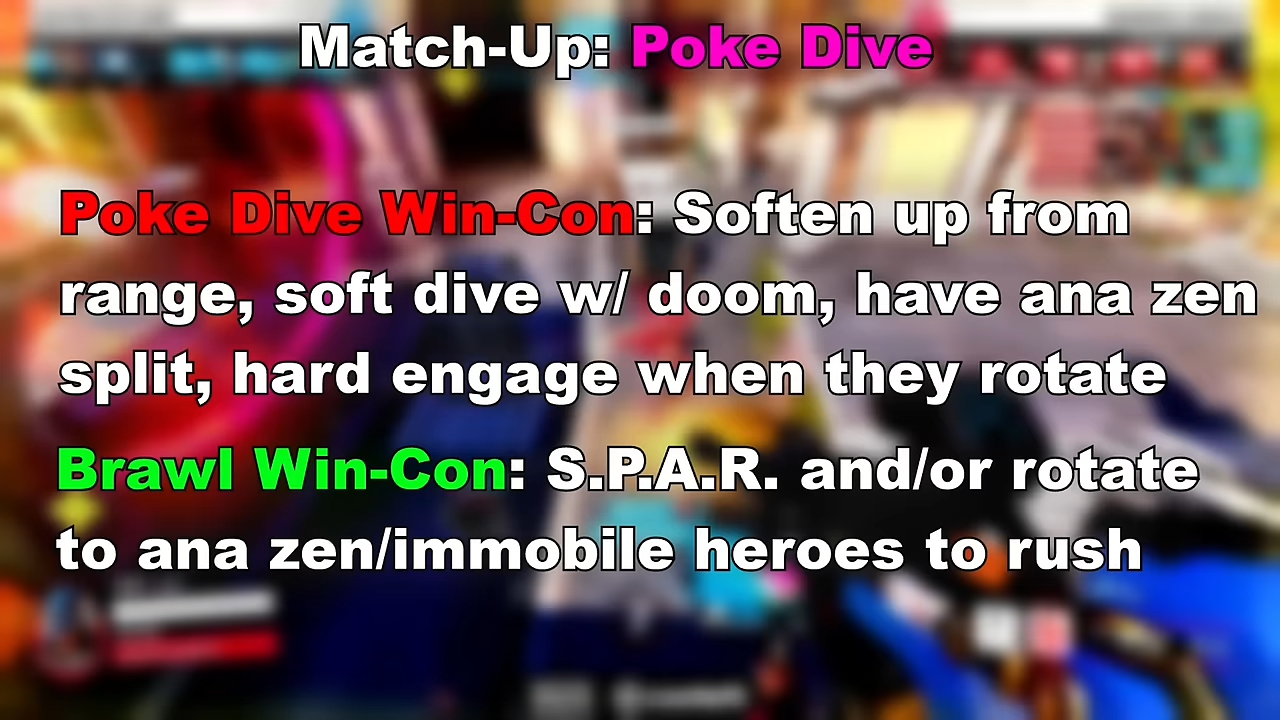 Match-Up: Poke Dive
Poke Dive Win-Con: Soften up from
range, soft dive w/ doom, have ana zen
split, hard engage when they rotate
Brawl Win-Con: S.P.A.R. and/or rotate
to ana zen/immobile heroes to rush